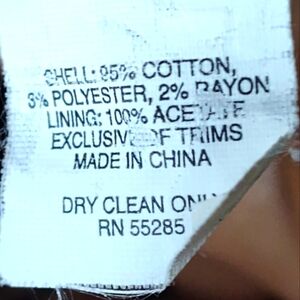 SHELL: 95% COTTON,
3% POLYESTER, 2% RAYON
LINING: 100% ACETATE
EXCLUSIVE OF TRIMS
MADE IN CHINA
DRY CLEAN ONLY
RN 55285